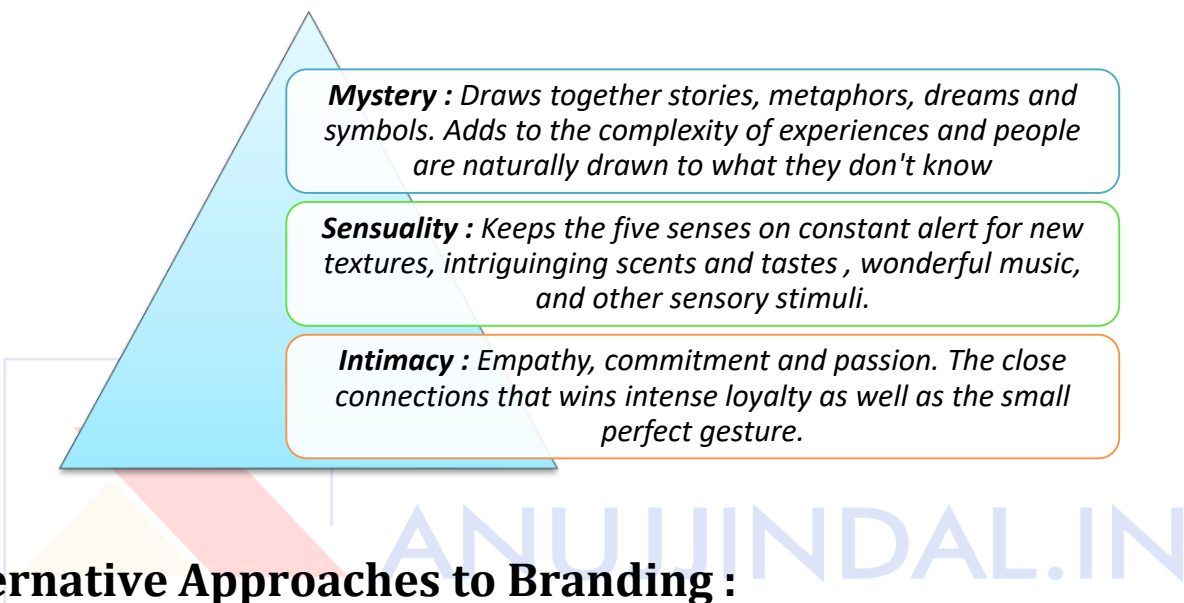 Mystery : Draws together stories, metaphors, dreams and
symbols. Adds to the complexity of experiences and people
are naturally drawn to what they don't know
Sensuality : Keeps the five senses on constant alert for new
textures, intriguinging scents and tastes , wonderful music,
and other sensory stimuli.
Intimacy : Empathy, commitment and passion. The close
connections that wins intense loyalty as well as the small
perfect gesture.
ANUJJINDAL.IN
ernative Approaches to Branding :